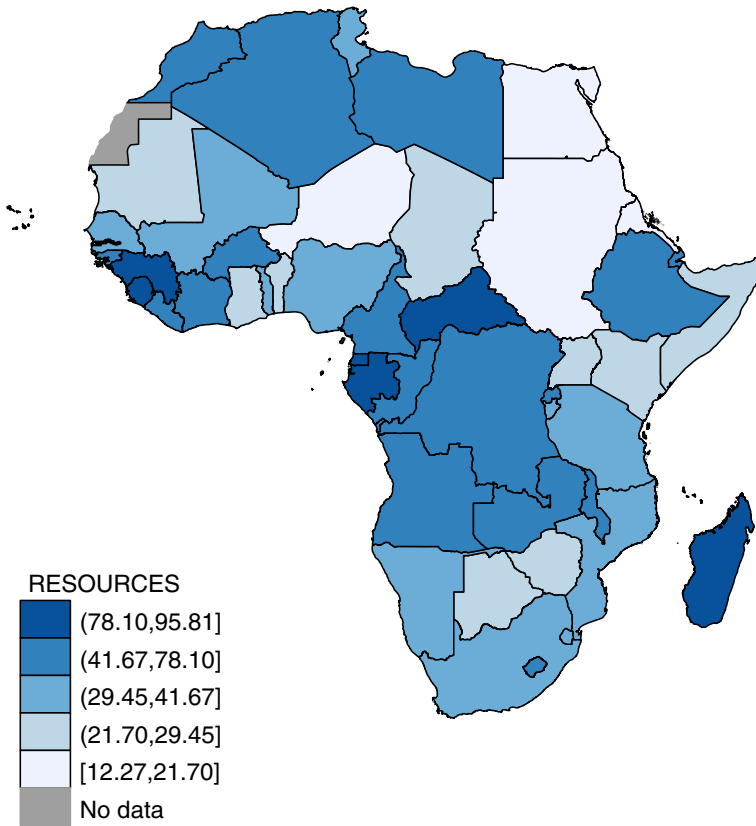 RESOURCES
(78.10,95.81]
(41.67,78.10]
(29.45,41.67]
(21.70,29.45]
[12.27,21.70]
No data